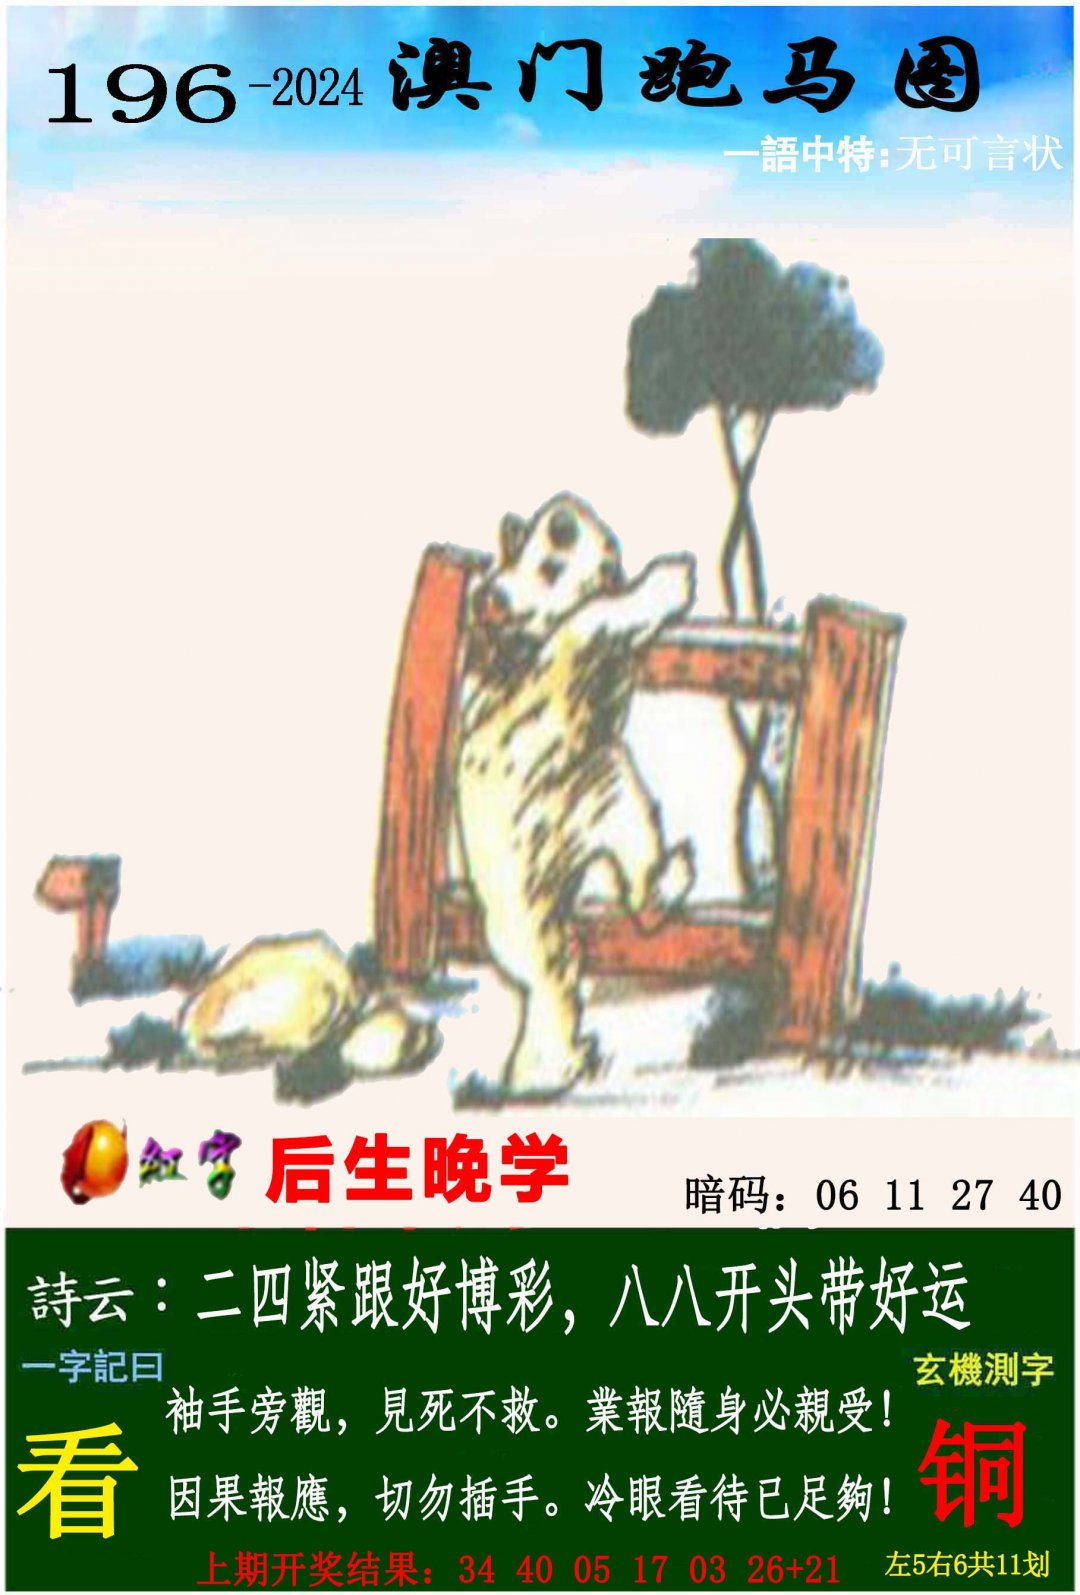 196-2024 澳门跑马图
一語中特:无可言状
红字 后生晚学
暗码：06 11 27 40
詩云：二四紧跟好博彩，八八开头带好运
一字記曰
玄機測字
袖手旁觀，見死不救。業報隨身必親受！
看
铜
因果報應，切勿插手。冷眼看待已足夠！
上期开奖结果：34 40 05 17 03 26+21
左5右6共11划